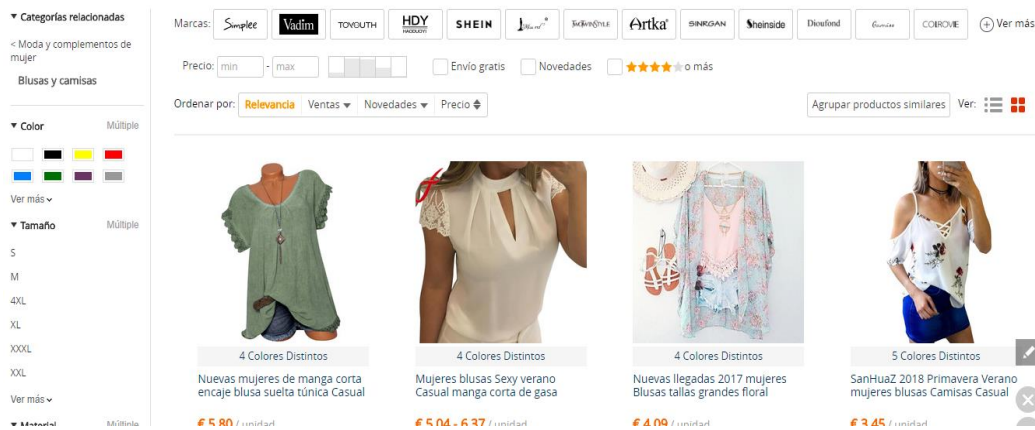 Categorías relacionadas
< Moda y complementos de
mujer
Blusas y camisas
Color Múltiple
Ver más
Tamaño Múltiple
S
M
4XL
XL
XXXL
XXL
Ver más
Material Múltiple
Marcas: Simplee Vadim TOYOUTH HDY HAODUOYI SHEIN TWOTWINSTYLE Artka SINRGAN Sheinside Dioufond COLROVIE Ver más
Precio: min - max Envío gratis Novedades o más
Ordenar por: Relevancia Ventas Novedades Precio Agrupar productos similares Ver:
4 Colores Distintos
Nuevas mujeres de manga corta
encaje blusa suelta túnica Casual
€ 5,80 / unidad
4 Colores Distintos
Mujeres blusas Sexy verano
Casual manga corta de gasa
€ 5,04 - 6,37 / unidad
4 Colores Distintos
Nuevas llegadas 2017 mujeres
Blusas tallas grandes floral
€ 4,09 / unidad
5 Colores Distintos
SanHuaZ 2018 Primavera Verano
mujeres blusas Camisas Casual
€ 3,45 / unidad